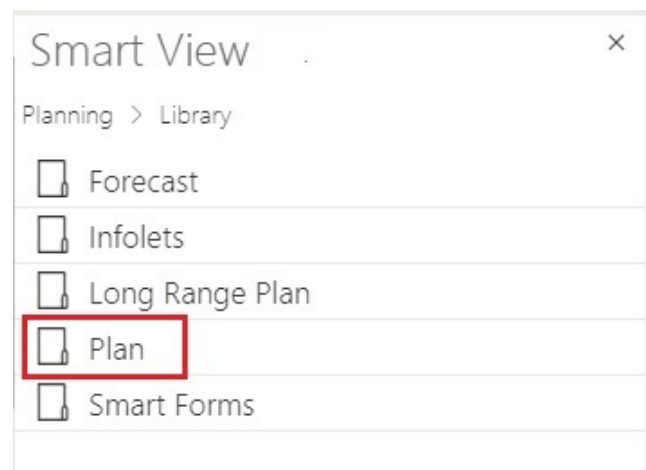 Smart View
Planning > Library
Forecast
Infolets
Long Range Plan
Plan
Smart Forms